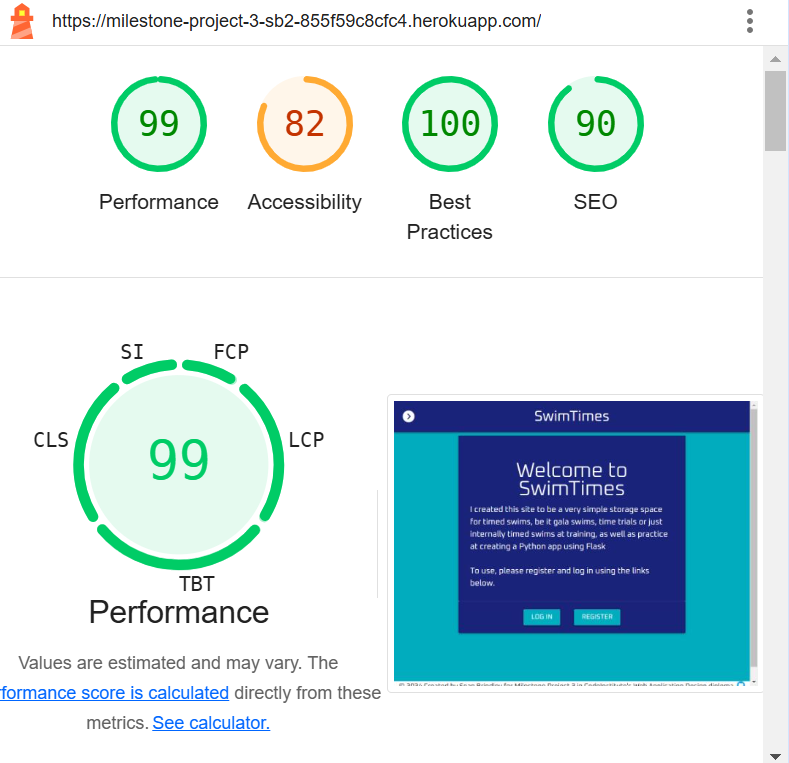 https://milestone-project-3-sb2-855f59c8cfc4.herokuapp.com/
99
82
100
90
Performance
Accessibility
Best
Practices
SEO
SI
FCP
CLS
LCP
99
TBT
Performance
Values are estimated and may vary. The
formance score is calculated directly from these
metrics. See calculator.
SwimTimes
Welcome to
SwimTimes
I created this site to be a very simple storage space
for timed swims, be it gala swims, time trials or just
internally timed swims at training, as well as practice
at creating a Python app using Flask
To use, please register and log in using the links
below.
LOG IN
REGISTER